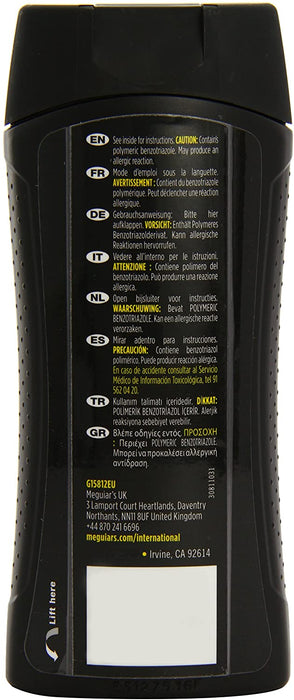 EN See inside for instructions. CAUTION: Contains
polymeric benzotriazole. May produce an
allergic reaction.
FR Mode d'emploi sous la languette.
AVERTISSEMENT : Contient du benzotriazole
polymérique. Peut déclencher une réaction
allergique.
DE Gebrauchsanweisung: Bitte hier
aufklappen. VORSICHT: Enthält Polymeres
Benzotriazolderivat. Kann allergische
Reaktionen hervorrufen.
IT Vedere all'interno per le istruzioni.
ATTENZIONE : Contiene polimero del
benzotriazolo. Può produrre una reazione
allergica.
NL Open bijsluiter voor instructies.
WAARSCHUWING: Bevat POLYMERIC
BENZOTRIAZOLE. Kan een allergische reactie
veroorzaken.
ES Mirar adentro para instrucciones.
PRECAUCIÓN: Contiene benzotriazol
polimérico. Puede producir reacción alérgica.
En caso de accidente consultar al Servicio
Médico de Información Toxicológica, tel 91
562 04 20.
TR Kullanım talimatı içeridedir. DİKKAT:
POLİMERİK BENZOTRİAZOL İÇERİR. Alerjik
reaksiyona sebebiyet verebilir.
GR Βλέπε οδηγίες εντός. ΠΡΟΣΟΧΗ
: Περιέχει POLYMERIC BENZOTRIAZOLE.
Μπορεί να προκαλέσει αλλεργική
αντίδραση.
G15812EU
Meguiar's UK
3 Lamport Court Heartlands, Daventry
Northants, NN11 8UF United Kingdom
+44 870 241 6696
meguiars.com/international
• Irvine, CA 92614
30811031
Lift here